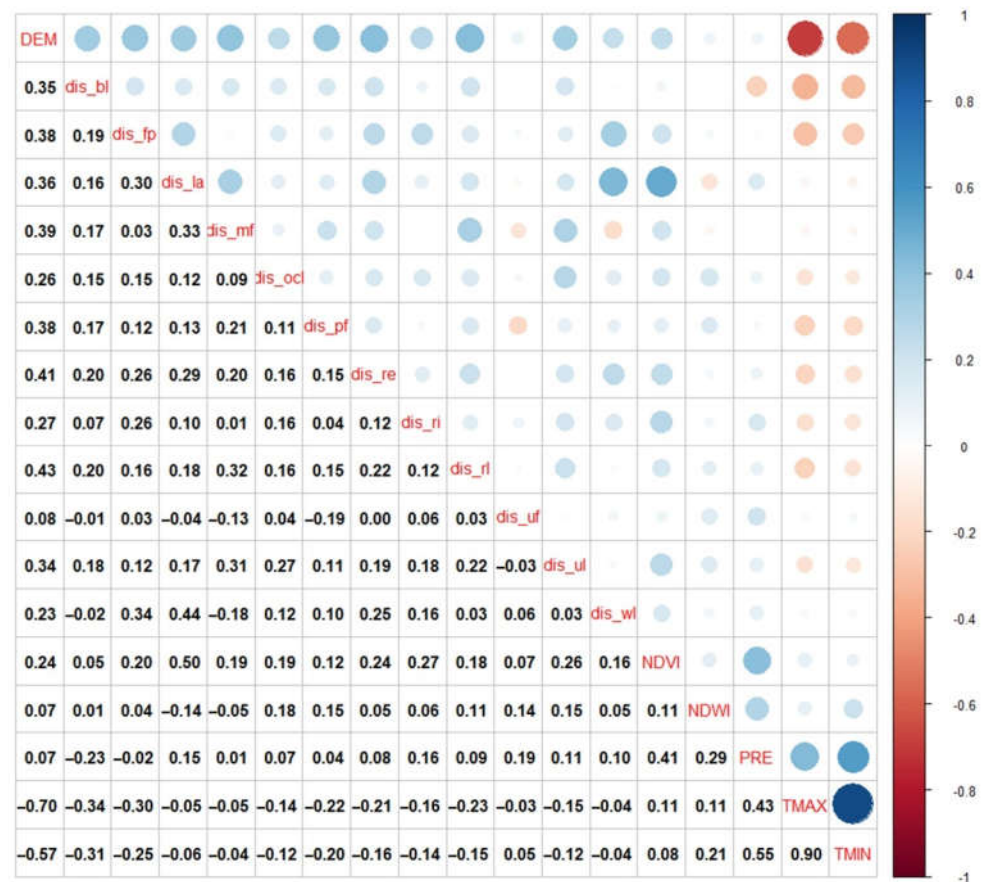 DEM
0.35 dis_bl
0.38 0.19 dis_fp
0.36 0.16 0.30 dis_la
0.39 0.17 0.03 0.33 dis_mf
0.26 0.15 0.15 0.12 0.09 dis_ocl
0.38 0.17 0.12 0.13 0.21 0.11 dis_pf
0.41 0.20 0.26 0.29 0.20 0.16 0.15 dis_re
0.27 0.07 0.26 0.10 0.01 0.16 0.04 0.12 dis_ri
0.43 0.20 0.16 0.18 0.32 0.16 0.15 0.22 0.12 dis_rl
0.08 −0.01 0.03 −0.04 −0.13 0.04 −0.19 0.00 0.06 0.03 dis_uf
0.34 0.18 0.12 0.17 0.31 0.27 0.11 0.19 0.18 0.22 −0.03 dis_ul
0.23 −0.02 0.34 0.44 −0.18 0.12 0.10 0.25 0.16 0.03 0.06 0.03 dis_wl
0.24 0.05 0.20 0.50 0.19 0.19 0.12 0.24 0.27 0.18 0.07 0.26 0.16 NDVI
0.07 0.01 0.04 −0.14 −0.05 0.18 0.15 0.05 0.06 0.11 0.14 0.15 0.05 0.11 NDWI
0.07 −0.23 −0.02 0.15 0.01 0.07 0.04 0.08 0.16 0.09 0.19 0.11 0.10 0.41 0.29 PRE
−0.70 −0.34 −0.30 −0.05 −0.05 −0.14 −0.22 −0.21 −0.16 −0.23 −0.03 −0.15 −0.04 0.11 0.11 0.43 TMAX
−0.57 −0.31 −0.25 −0.06 −0.04 −0.12 −0.20 −0.16 −0.14 −0.15 0.05 −0.12 −0.04 0.08 0.21 0.55 0.90 TMIN
1
0.8
0.6
0.4
0.2
0
-0.2
-0.4
-0.6
-0.8
-1